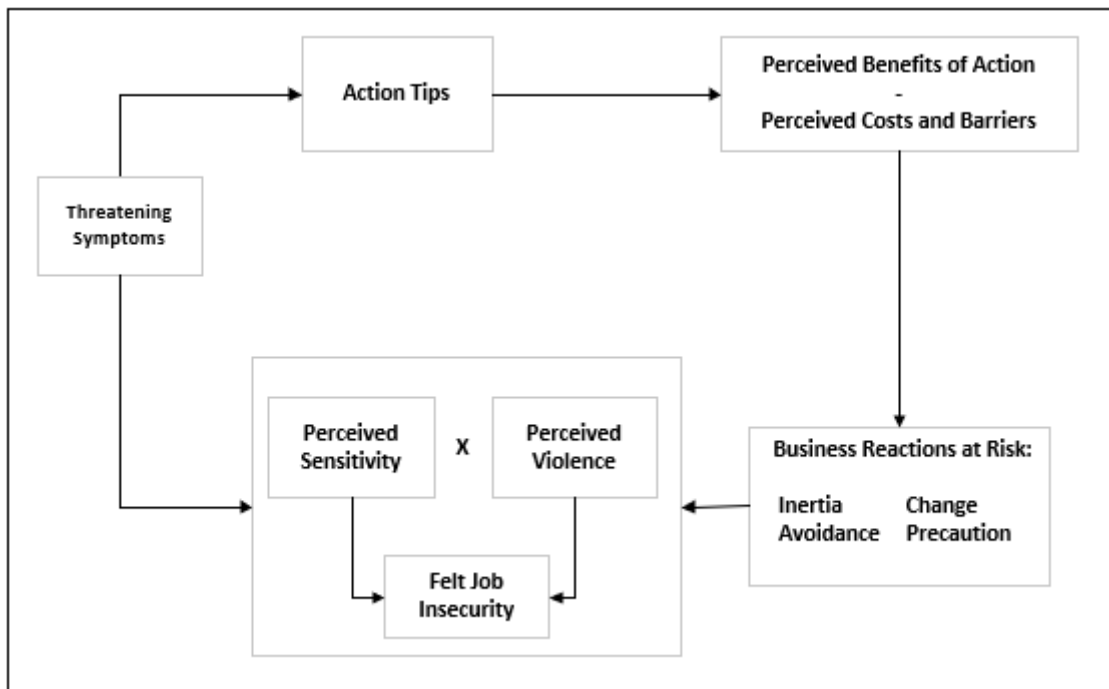 Action Tips
Perceived Benefits of Action
-
Perceived Costs and Barriers
Threatening
Symptoms
Perceived
Sensitivity
X
Perceived
Violence
Felt Job
Insecurity
Business Reactions at Risk:
Inertia Change
Avoidance Precaution